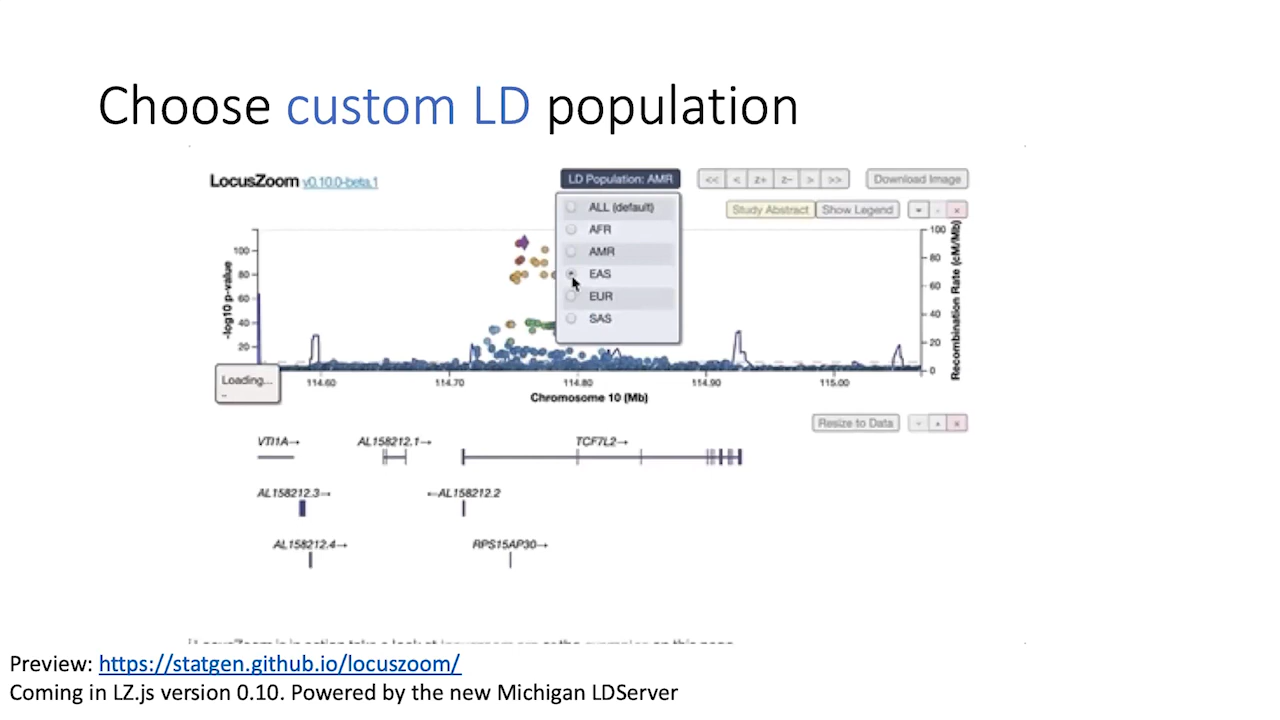 Choose custom LD population
LocusZoom v0.10.0-beta.1
LD Population: AMR
<< < z+ z- > >>
Download Image
Study Abstract Show Legend
ALL (default)
AFR
AMR
EAS
EUR
SAS
-log10 p-value
100
80
60
40
20
100
80
60
40
20
0
Recombination Rate (cM/Mb)
Loading...
114.60 114.70 114.80 114.90 115.00
Chromosome 10 (Mb)
Resize to Data
VTI1A→ AL158212.1→ TCF7L2→
AL158212.3→ ←AL158212.2
AL158212.4→ RPS15AP30→
Preview: https://statgen.github.io/locuszoom/
Coming in LZ.js version 0.10. Powered by the new Michigan LDServer